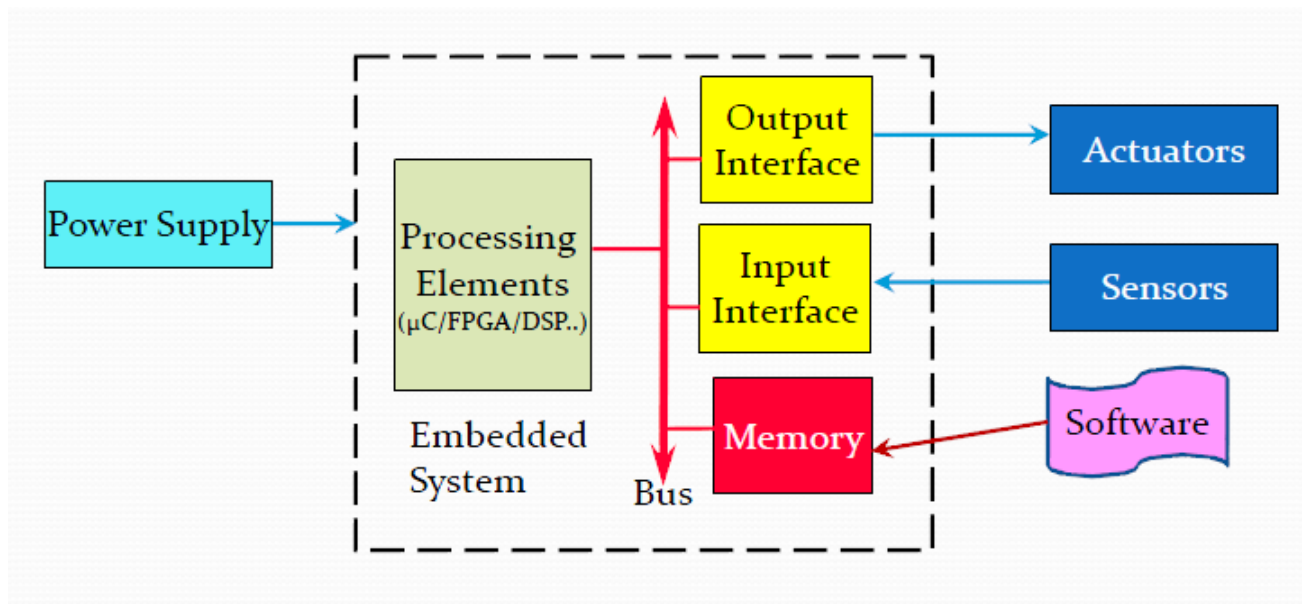 Power Supply
Processing
Elements
(µC/FPGA/DSP..)
Embedded
System
Bus
Output
Interface
Input
Interface
Memory
Actuators
Sensors
Software